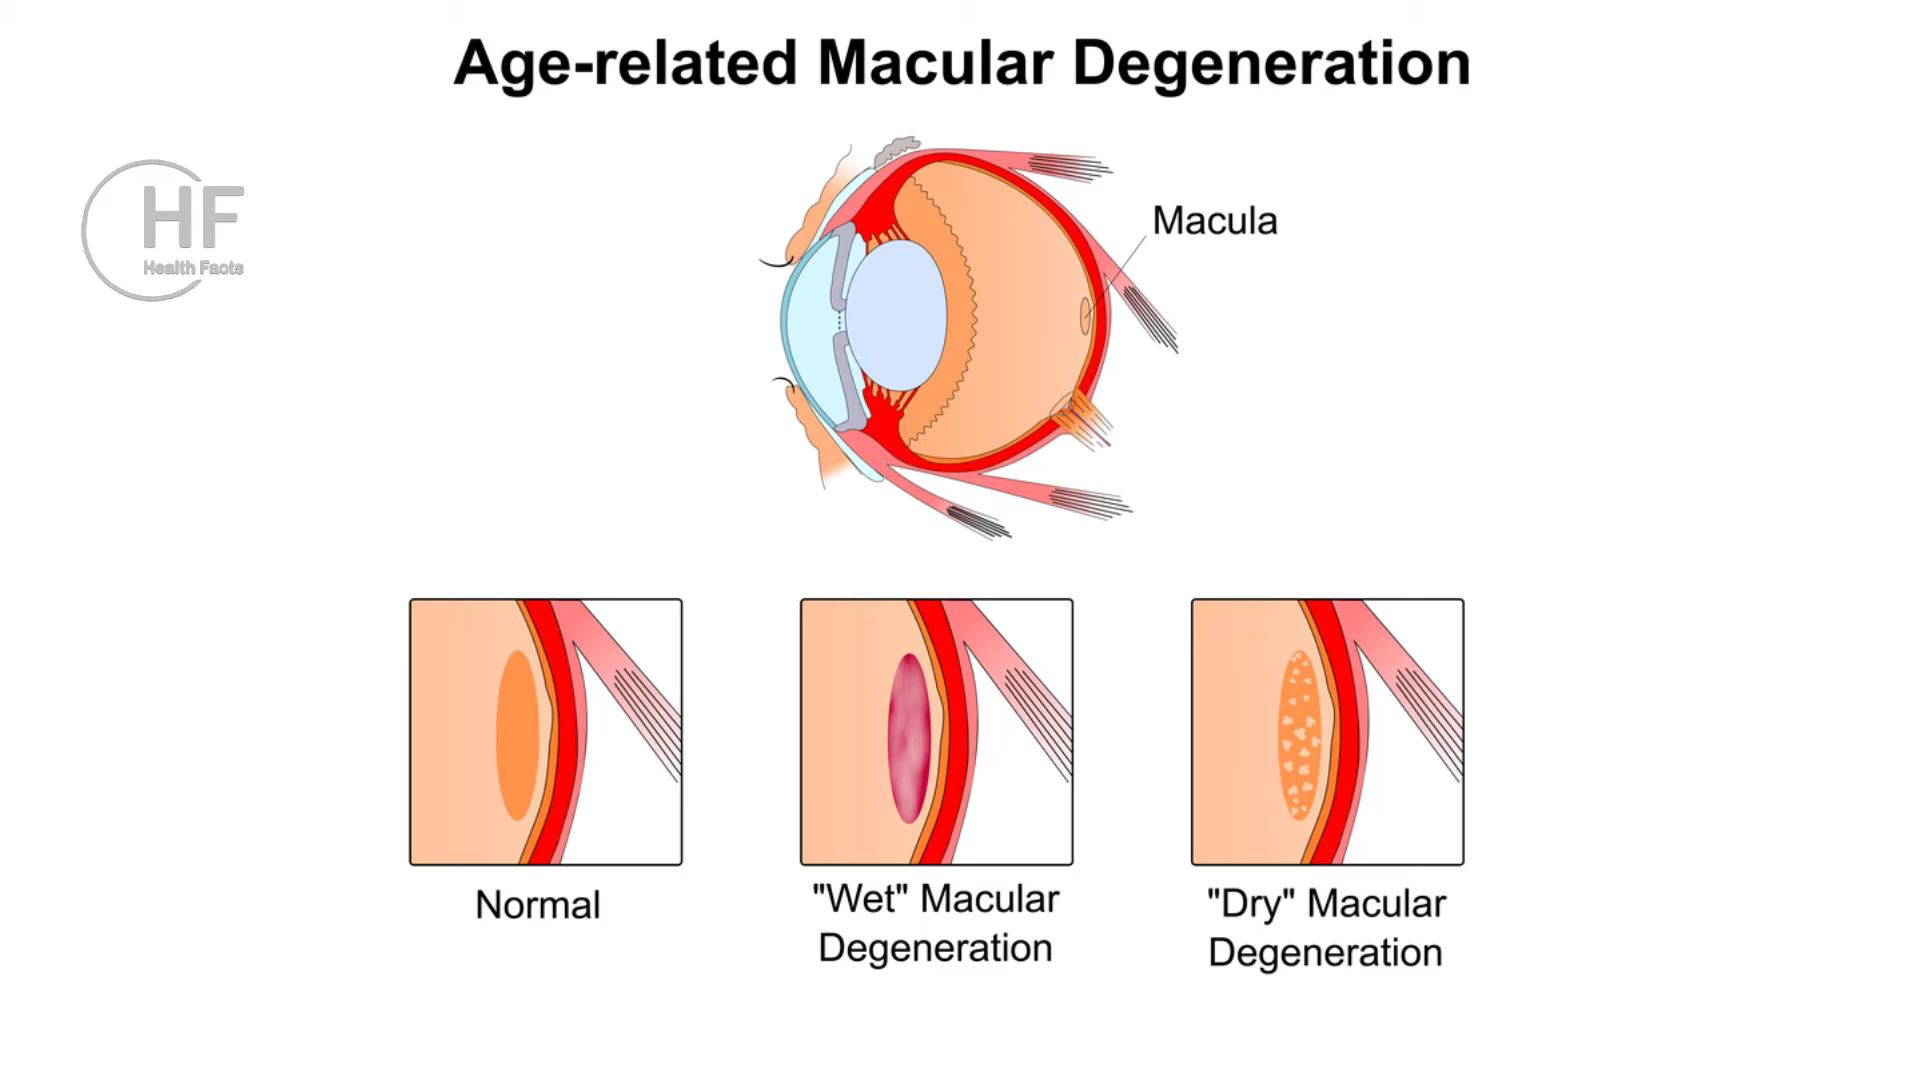 Age-related Macular Degeneration
HF
Health Facts
Macula
Normal
"Wet" Macular
Degeneration
"Dry" Macular
Degeneration